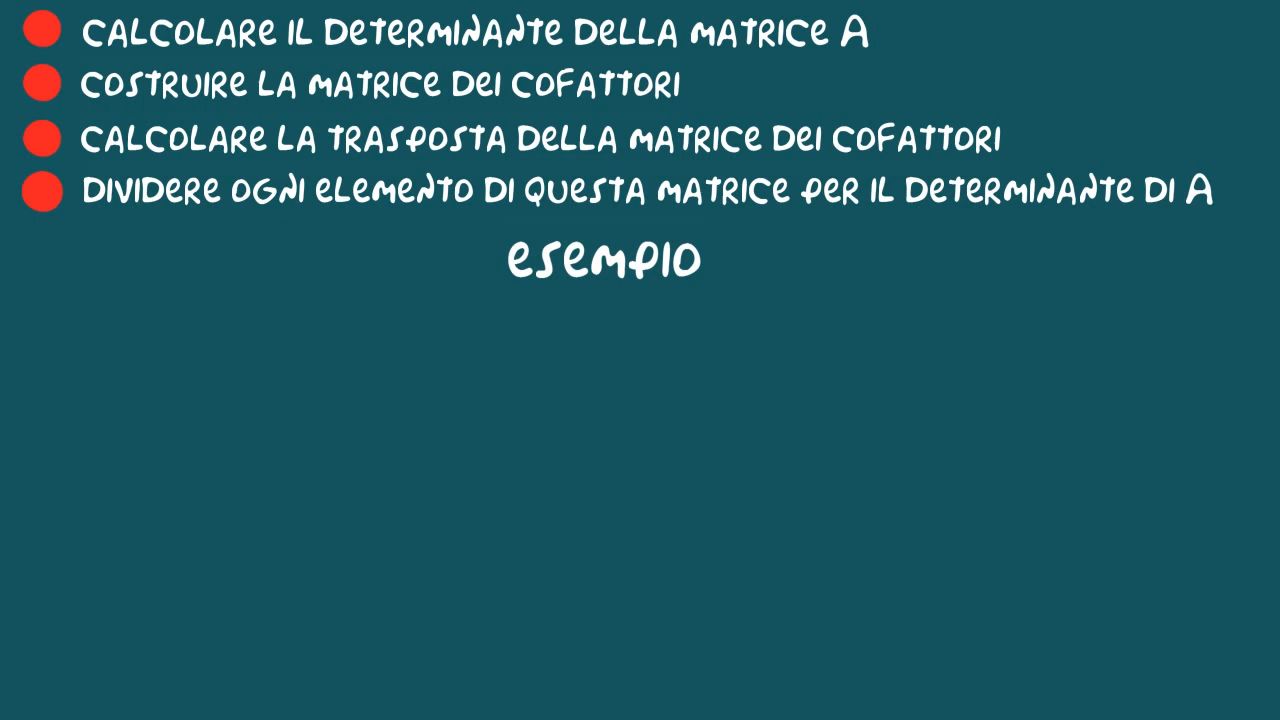 CALCOLARE IL DETERMINANTE DELLA MATRICE A
COSTRUIRE LA MATRICE DEI COFATTORI
CALCOLARE LA TRASPOSTA DELLA MATRICE DEI COFATTORI
DIVIDERE OGNI ELEMENTO DI QUESTA MATRICE PER IL DETERMINANTE DI A
ESEMPIO